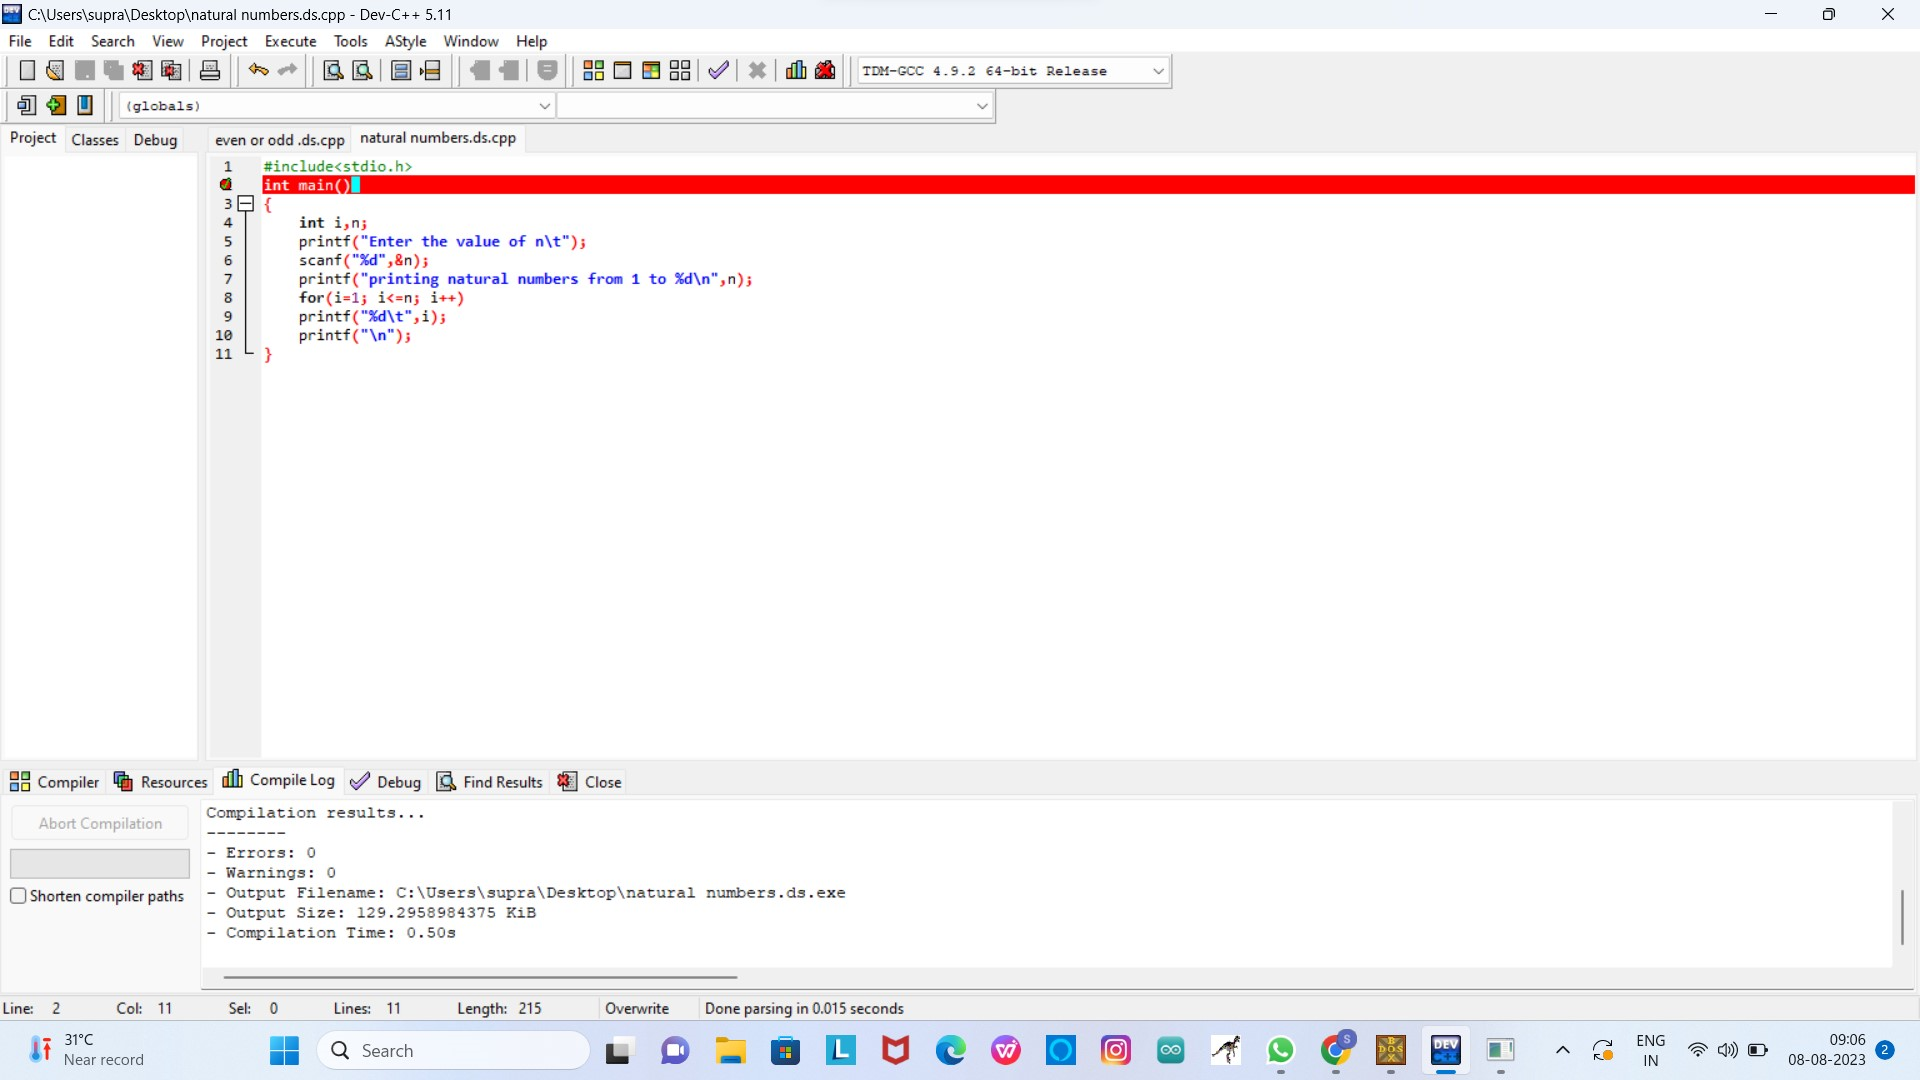 C:\Users\supra\Desktop\natural numbers.ds.cpp - Dev-C++ 5.11
File Edit Search View Project Execute Tools AStyle Window Help
TDM-GCC 4.9.2 64-bit Release
(globals)
Project Classes Debug even or odd .ds.cpp natural numbers.ds.cpp
1 #include<stdio.h>
int main()
3 {
4 int i,n;
5 printf("Enter the value of n\t");
6 scanf("%d",&n);
7 printf("printing natural numbers from 1 to %d\n",n);
8 for(i=1; i<=n; i++)
9 printf("%d\t",i);
10 printf("\n");
11 }
Compiler Resources Compile Log Debug Find Results Close
Abort Compilation
Shorten compiler paths
Compilation results...
--------
- Errors: 0
- Warnings: 0
- Output Filename: C:\Users\supra\Desktop\natural numbers.ds.exe
- Output Size: 129.2958984375 KiB
- Compilation Time: 0.50s
Line: 2 Col: 11 Sel: 0 Lines: 11 Length: 215 Overwrite Done parsing in 0.015 seconds
31°C
Near record
Search
L
S
DEV
ENG
IN
09:06
08-08-2023
2